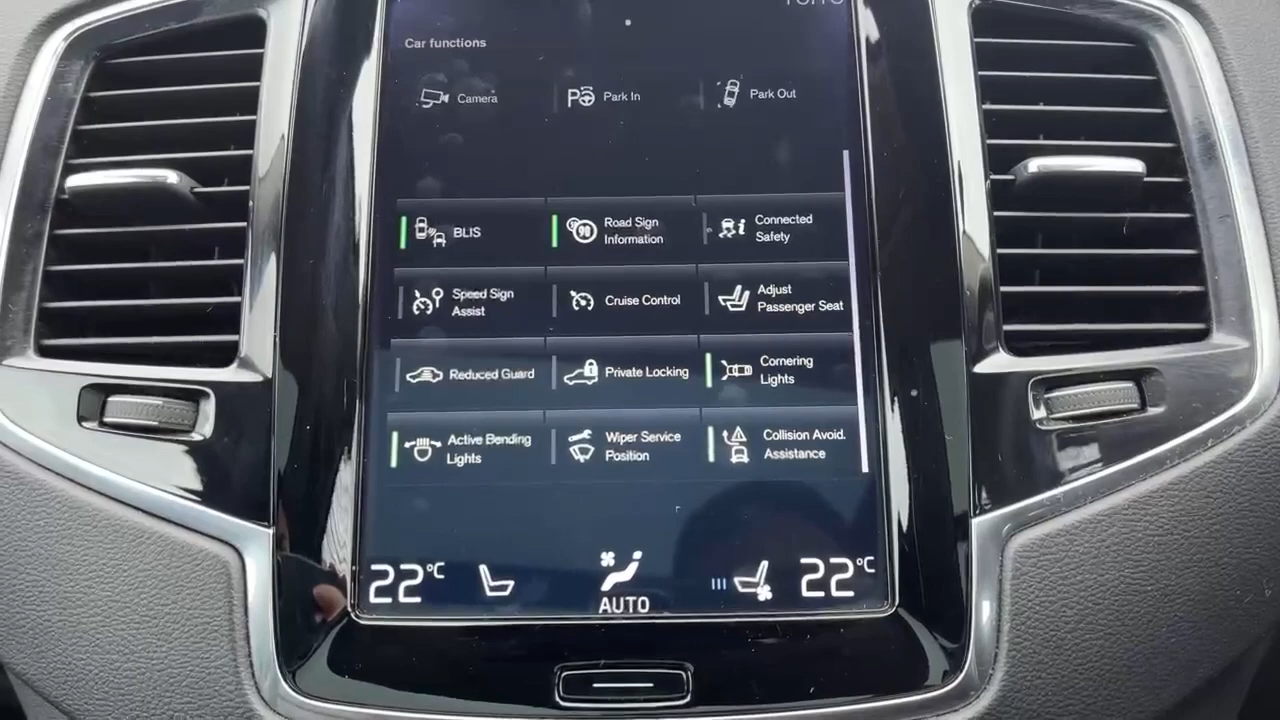 Car functions
Camera
Park In
Park Out
BLIS
Road Sign
Information
Connected
Safety
Speed Sign
Assist
Cruise Control
Adjust
Passenger Seat
Reduced Guard
Private Locking
Cornering
Lights
Active Bending
Lights
Wiper Service
Position
Collision Avoid.
Assistance
22°C
AUTO
22°C